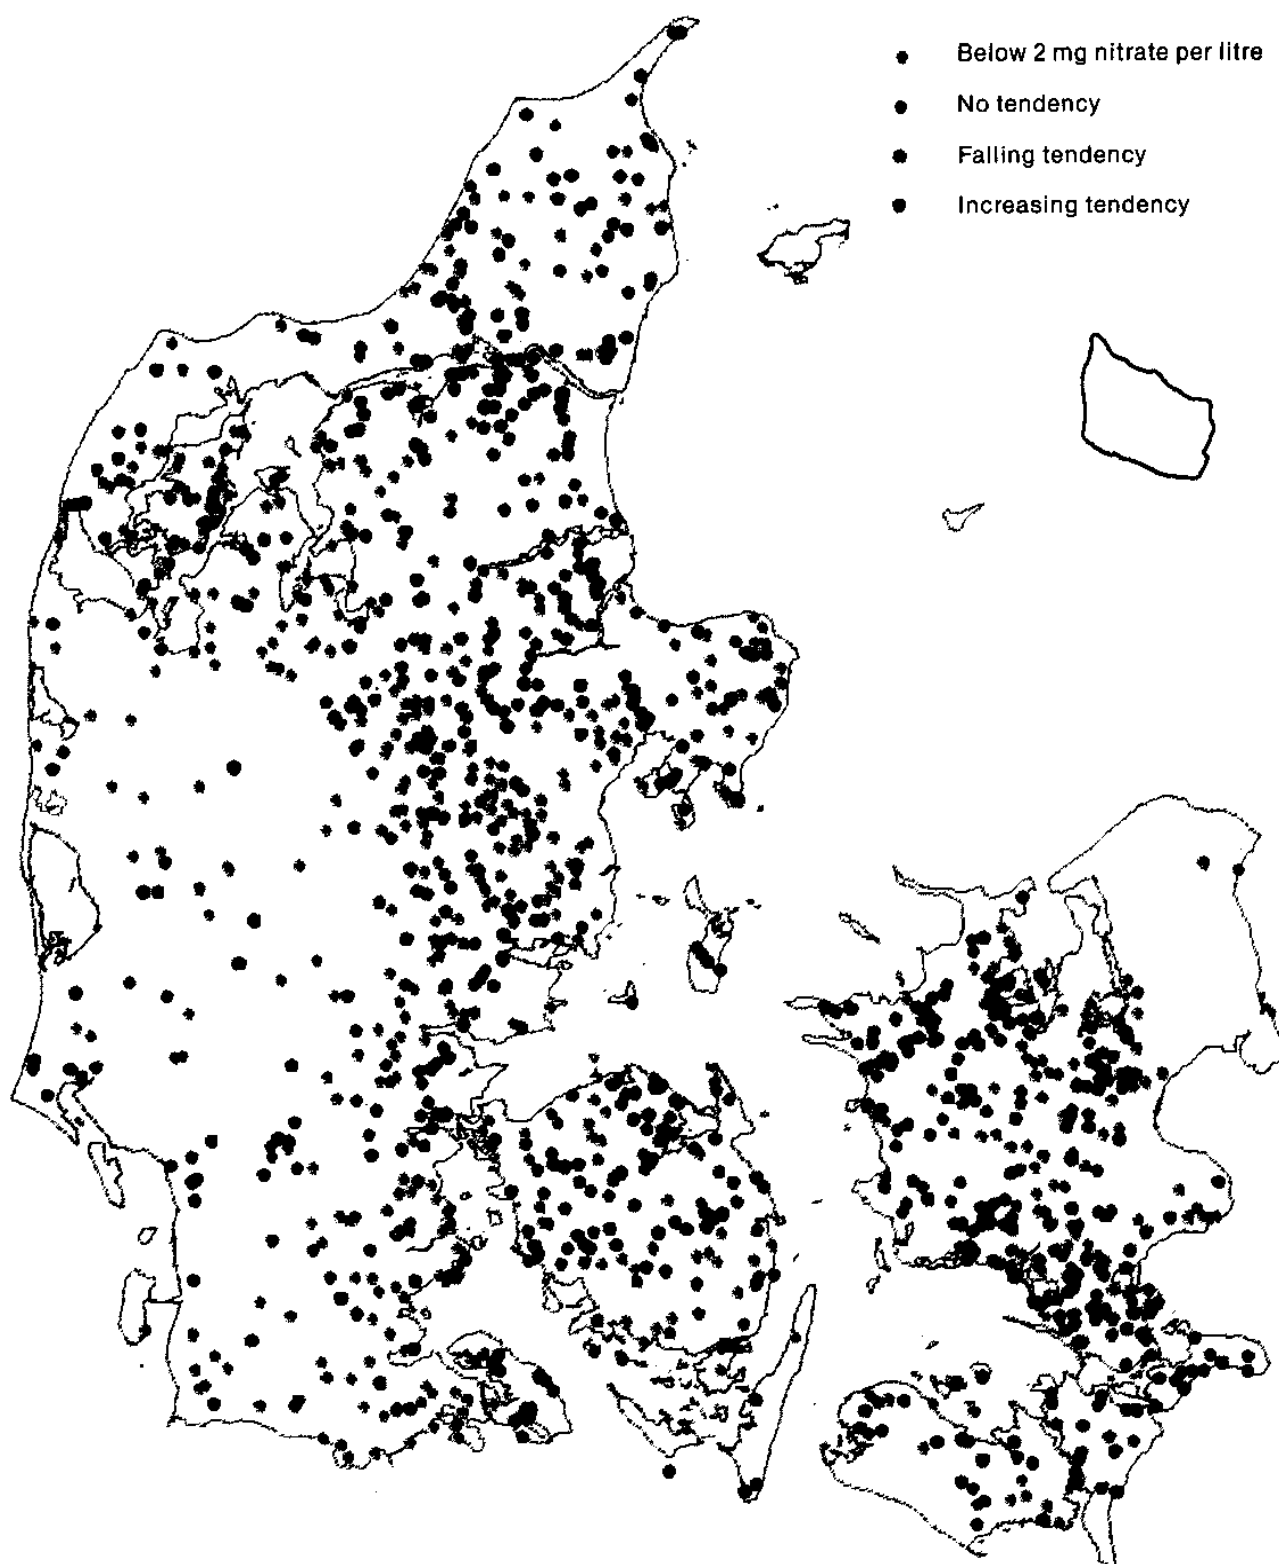 Below 2 mg nitrate per litre
No tendency
Falling tendency
Increasing tendency